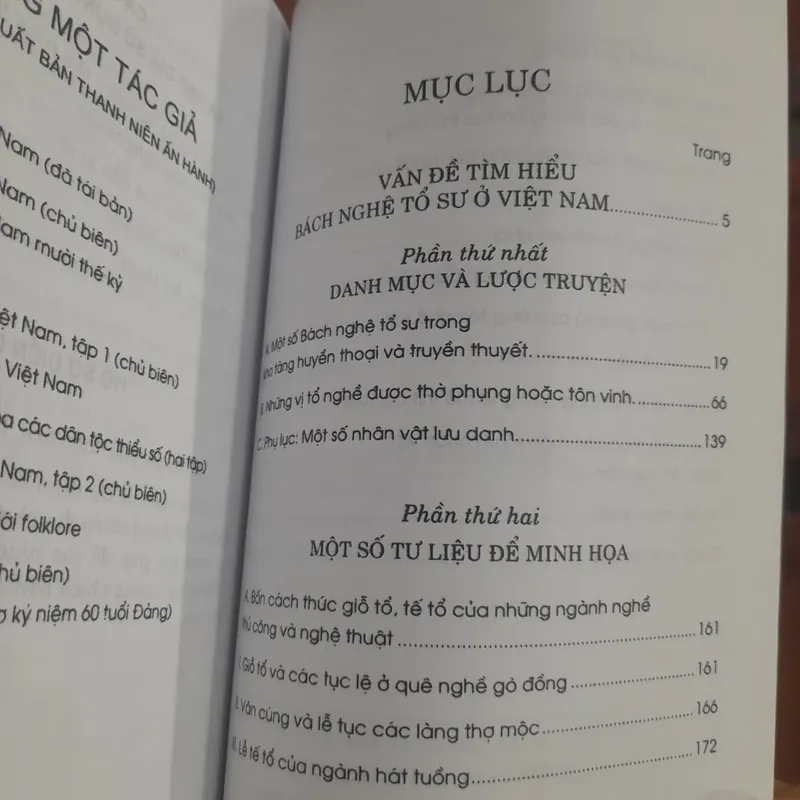 G MỘT TÁC GIẢ
UẤT BẢN THANH NIÊN ẤN HÀNH)
Nam (đã tái bản)
Nam (chủ biên)
am mười thế kỷ
ệt Nam, tập 1 (chủ biên)
Việt Nam
a các dân tộc thiểu số (hai tập)
Nam, tập 2 (chủ biên)
ới folklore
hủ biên)
ơ kỷ niệm 60 tuổi Đảng)
MỤC LỤC
Trang
VẤN ĐỀ TÌM HIỂU
BÁCH NGHỆ TỔ SƯ Ở VIỆT NAM 5
Phần thứ nhất
DANH MỤC VÀ LƯỢC TRUYỆN
A. Một số Bách nghệ tổ sư trong
kho tàng huyền thoại và truyền thuyết. 19
B. Những vị tổ nghề được thờ phụng hoặc tôn vinh. 66
C. Phụ lục: Một số nhân vật lưu danh. 139
Phần thứ hai
MỘT SỐ TƯ LIỆU ĐỂ MINH HỌA
A. Bốn cách thức giỗ tổ, tế tổ của những ngành nghề
thủ công và nghệ thuật 161
I. Giỗ tổ và các tục lệ ở quê nghề gò đồng 161
II. Văn cúng và lễ tục các làng thợ mộc 166
III. Lễ tế tổ của ngành hát tuồng 172